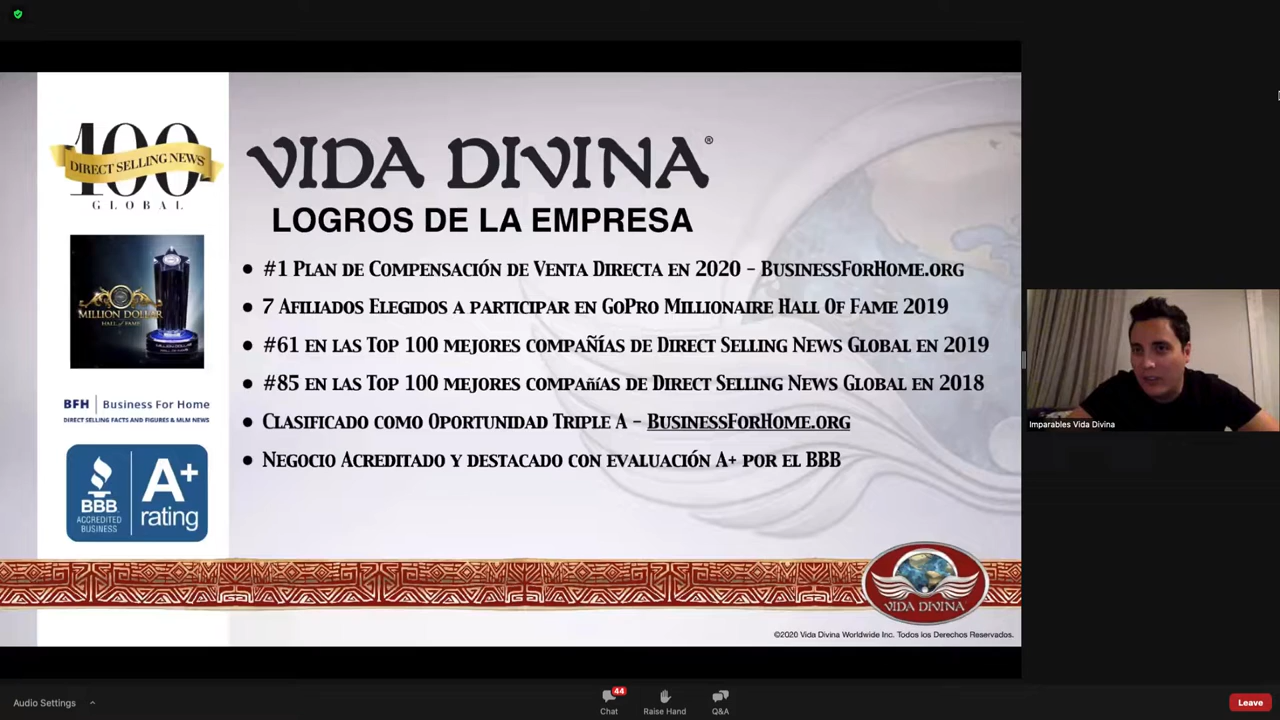 100
DIRECT SELLING NEWS
GLOBAL
MILLION DOLLAR
HALL of FAME
BFH | Business For Home
DIRECT SELLING FACTS AND FIGURES & MLM NEWS
BBB
ACCREDITED
BUSINESS
A+
rating
VIDA DIVINA®
LOGROS DE LA EMPRESA
• #1 Plan de Compensación de Venta Directa en 2020 – BusinessForHome.org
• 7 Afiliados Elegidos a participar en GoPro Millionaire Hall Of Fame 2019
• #61 en las Top 100 mejores compañías de Direct Selling News Global en 2019
• #85 en las Top 100 mejores compañías de Direct Selling News Global en 2018
• Clasificado como Oportunidad Triple A – BusinessForHome.org
• Negocio Acreditado y destacado con evaluación A+ por el BBB
VIDA DIVINA
©2020 Vida Divina Worldwide Inc. Todos los Derechos Reservados.
Imparables Vida Divina
Audio Settings
44
Chat
Raise Hand
Q&A
Leave